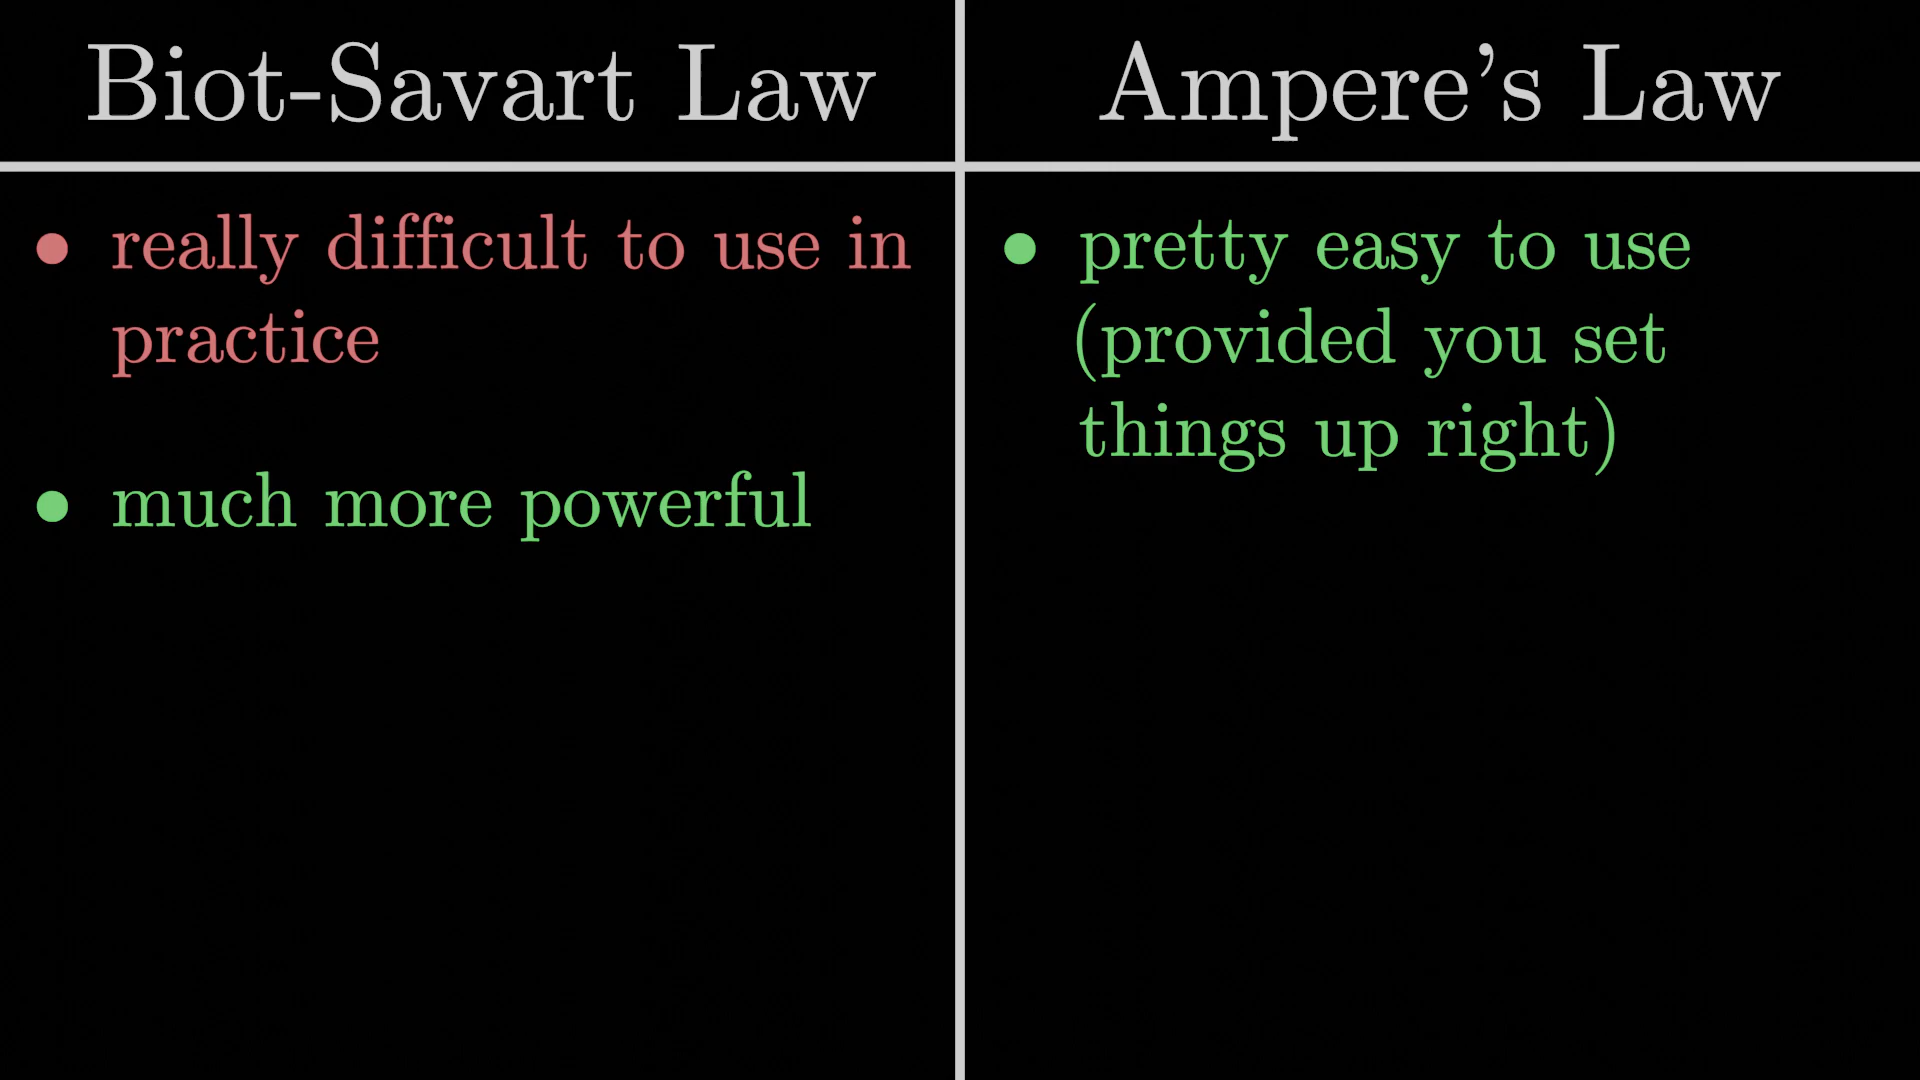 Biot-Savart Law
• really difficult to use in
practice
• much more powerful
Ampere’s Law
• pretty easy to use
(provided you set
things up right)